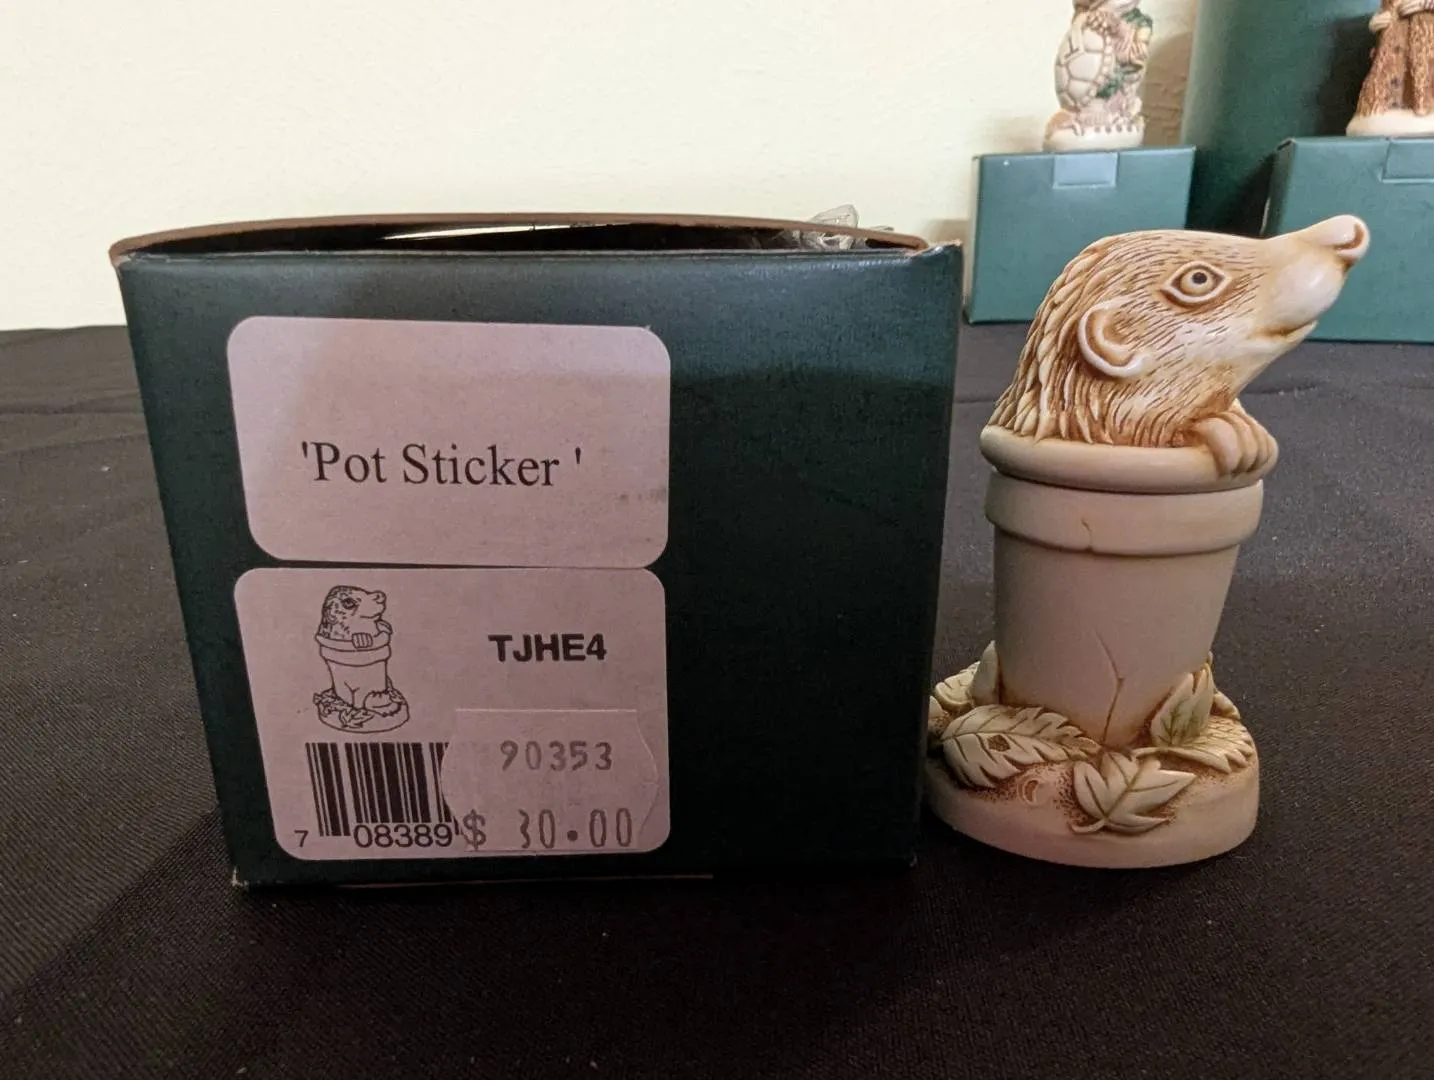 'Pot Sticker '
TJHE4
90353
$ 30.00
7 08389